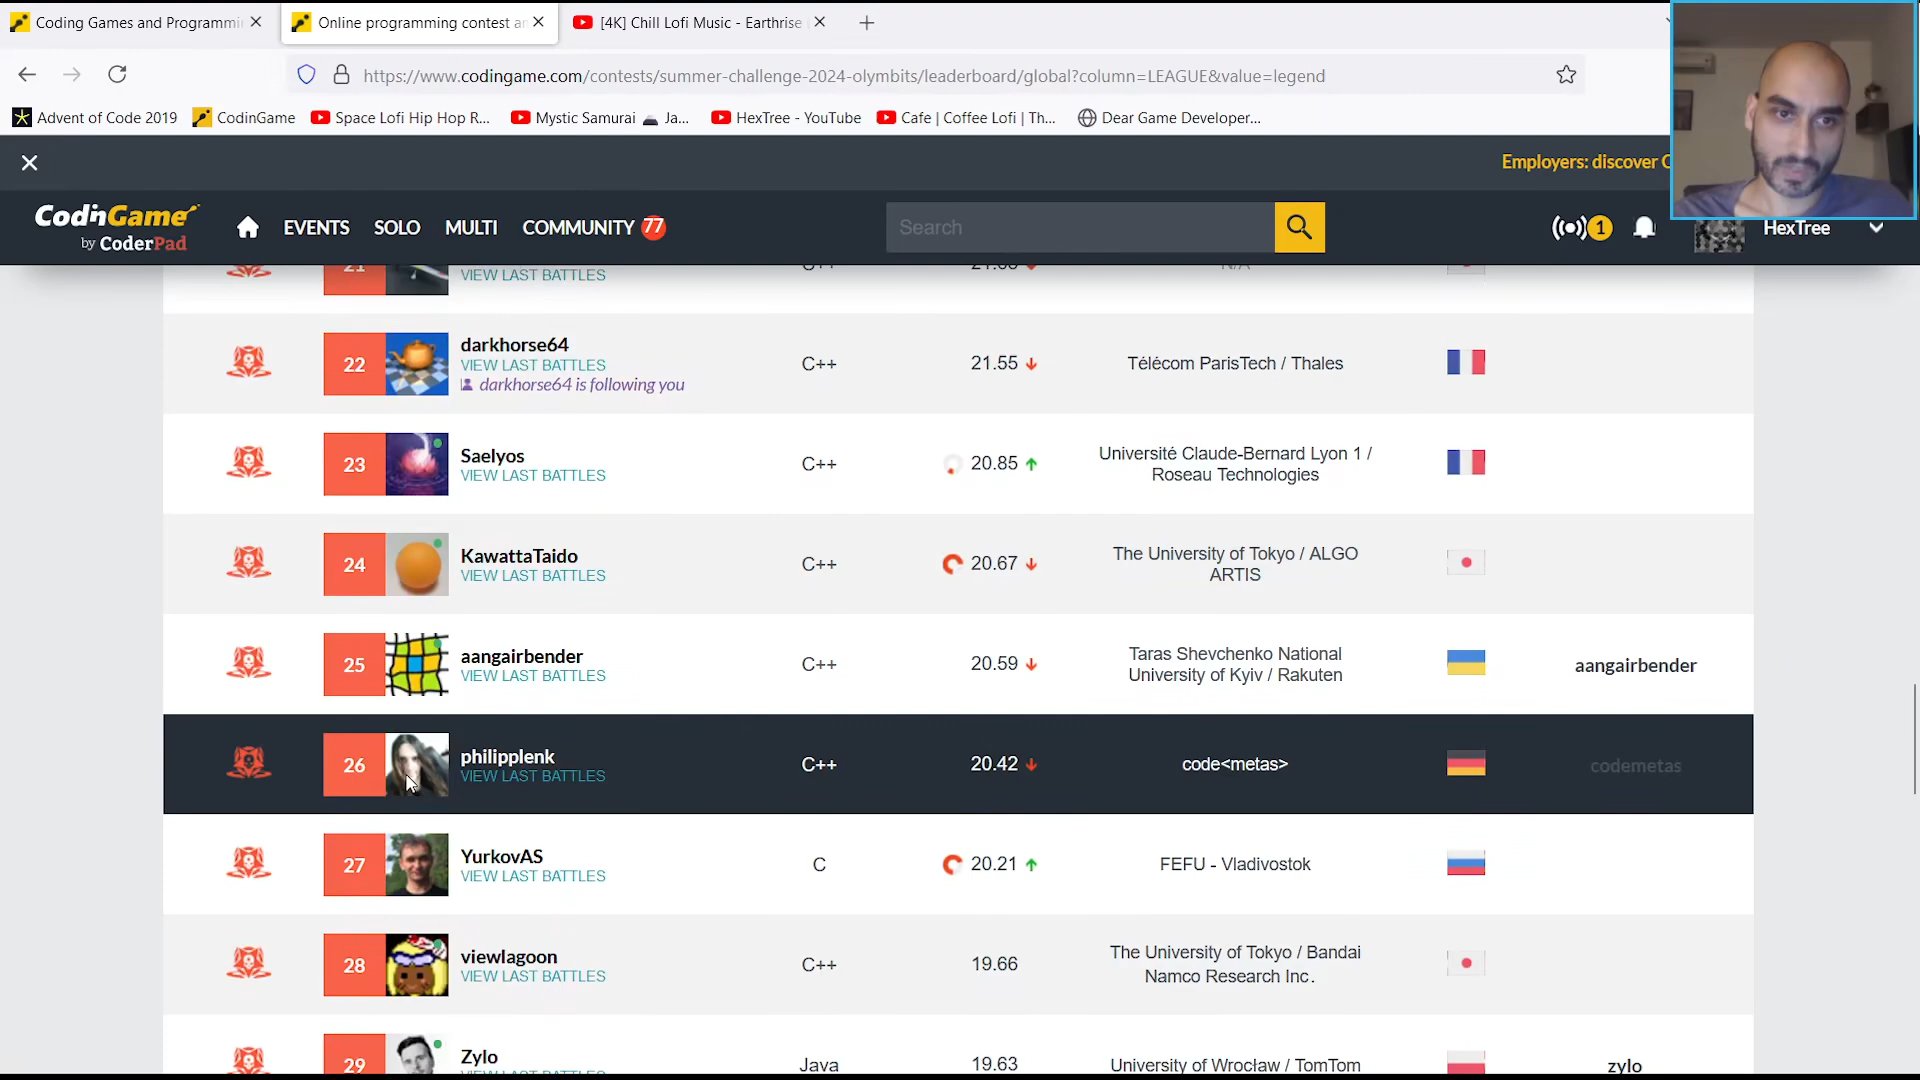 Coding Games and Programmi
Online programming contest a
[4K] Chill Lofi Music - Earthrise
https://www.codingame.com/contests/summer-challenge-2024-olymbits/leaderboard/global?column=LEAGUE&value=legend
Advent of Code 2019
CodinGame
Space Lofi Hip Hop R...
Mystic Samurai 🗻 Ja...
HexTree - YouTube
Cafe | Coffee Lofi | Th...
Dear Game Developer...
Employers: discover C
CodinGame
by CoderPad
EVENTS
SOLO
MULTI
COMMUNITY 77
Search
1
HexTree
21
VIEW LAST BATTLES
C++
N/A
22
darkhorse64
VIEW LAST BATTLES
darkhorse64 is following you
C++
21.55
Télécom ParisTech / Thales
23
Saelyos
VIEW LAST BATTLES
C++
20.85
Université Claude-Bernard Lyon 1 /
Roseau Technologies
24
KawattaTaido
VIEW LAST BATTLES
C++
20.67
The University of Tokyo / ALGO
ARTIS
25
aangairbender
VIEW LAST BATTLES
C++
20.59
Taras Shevchenko National
University of Kyiv / Rakuten
aangairbender
26
philipplenk
VIEW LAST BATTLES
C++
20.42
code<metas>
codemetas
27
YurkovAS
VIEW LAST BATTLES
C
20.21
FEFU - Vladivostok
28
viewlagoon
VIEW LAST BATTLES
C++
19.66
The University of Tokyo / Bandai
Namco Research Inc.
29
Zylo
VIEW LAST BATTLES
Java
19.63
University of Wrocław / TomTom
zylo